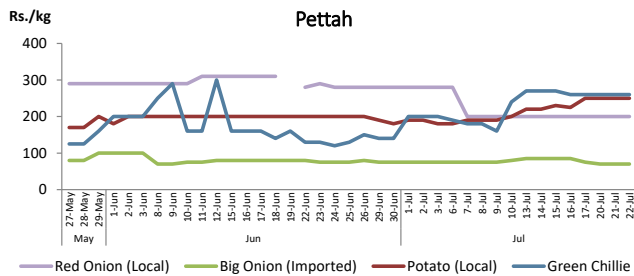 Pettah
Rs./kg
400
300
200
100
0
27-May
28-May
29-May
1-Jun
2-Jun
3-Jun
8-Jun
9-Jun
10-Jun
11-Jun
12-Jun
15-Jun
16-Jun
17-Jun
18-Jun
19-Jun
22-Jun
23-Jun
24-Jun
25-Jun
26-Jun
29-Jun
30-Jun
1-Jul
2-Jul
3-Jul
6-Jul
7-Jul
8-Jul
9-Jul
10-Jul
13-Jul
14-Jul
15-Jul
16-Jul
17-Jul
20-Jul
21-Jul
22-Jul
May
Jun
Jul
Red Onion (Local)
Big Onion (Imported)
Potato (Local)
Green Chillie